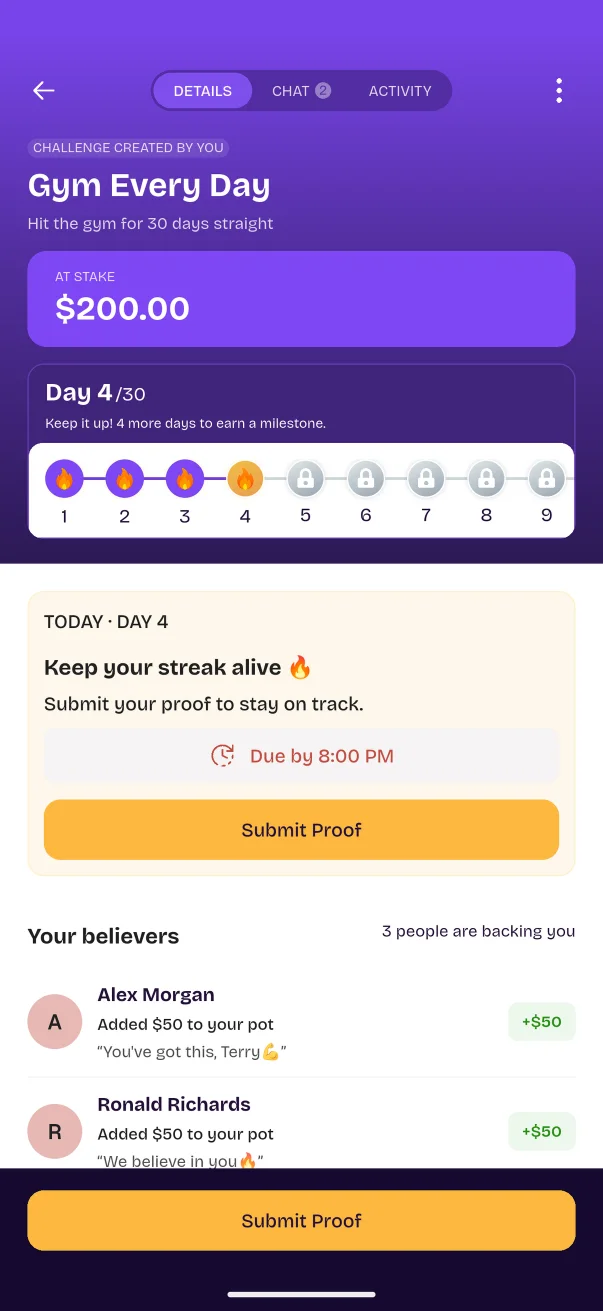 DETAILS CHAT 2 ACTIVITY
CHALLENGE CREATED BY YOU
Gym Every Day
Hit the gym for 30 days straight
AT STAKE
$200.00
Day 4/30
Keep it up! 4 more days to earn a milestone.
1 2 3 4 5 6 7 8 9
TODAY · DAY 4
Keep your streak alive 🔥
Submit your proof to stay on track.
Due by 8:00 PM
Submit Proof
Your believers 3 people are backing you
A
Alex Morgan
Added $50 to your pot
“You've got this, Terry💪”
+$50
R
Ronald Richards
Added $50 to your pot
“We believe in you🔥”
+$50
Submit Proof